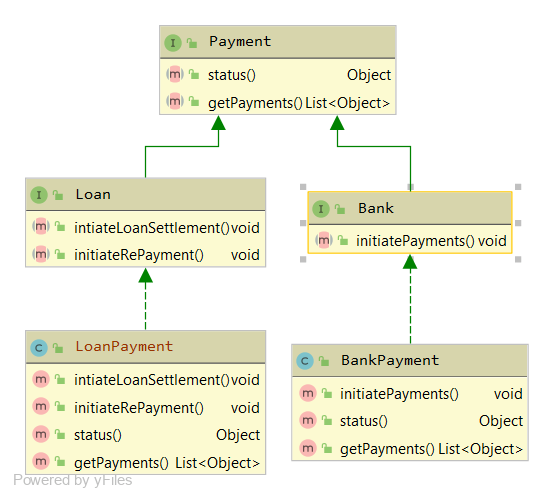 I Payment
m status() Object
m getPayments() List<Object>
I Loan
m intiateLoanSettlement() void
m initiateRePayment() void
I Bank
m initiatePayments() void
C LoanPayment
m intiateLoanSettlement() void
m initiateRePayment() void
m status() Object
m getPayments() List<Object>
C BankPayment
m initiatePayments() void
m status() Object
m getPayments() List<Object>
Powered by yFiles